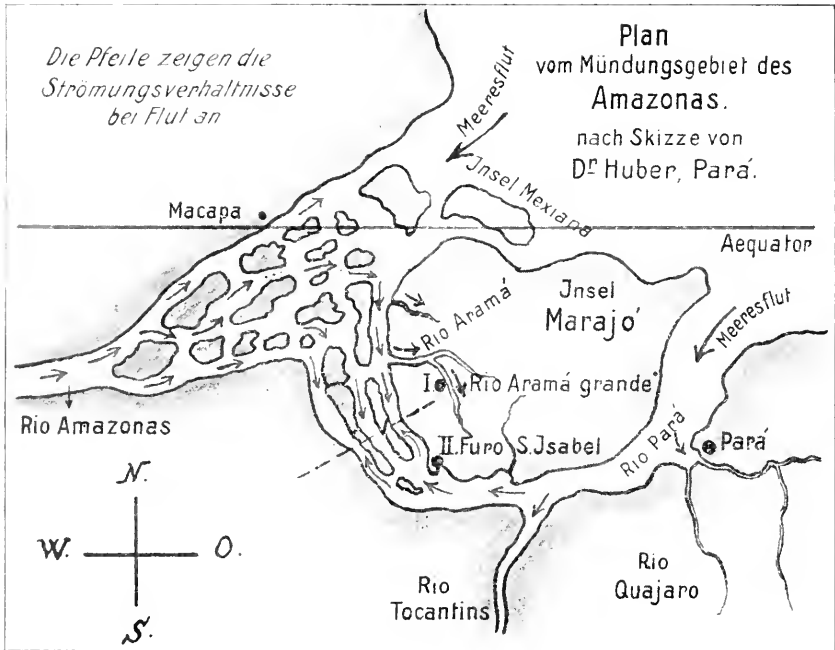 Die Pfeile zeigen die
Strömungsverhaltnisse
bei Flut an
Plan
vom Mündungsgebiet des
Amazonas.
nach Skizze von
Dr Huber, Pará.
Meeresflut
Jnsel Mexiana
Macapa
Aequator
Jnsel
Marajó
Meeresflut
Rio Aramá
I
Rio Aramá grande
II. Furo S. Jsabel
Rio Pará
Pará
Rio Amazonas
N.
W.
O.
S.
Rio
Tocantins
Rio
Quajaro